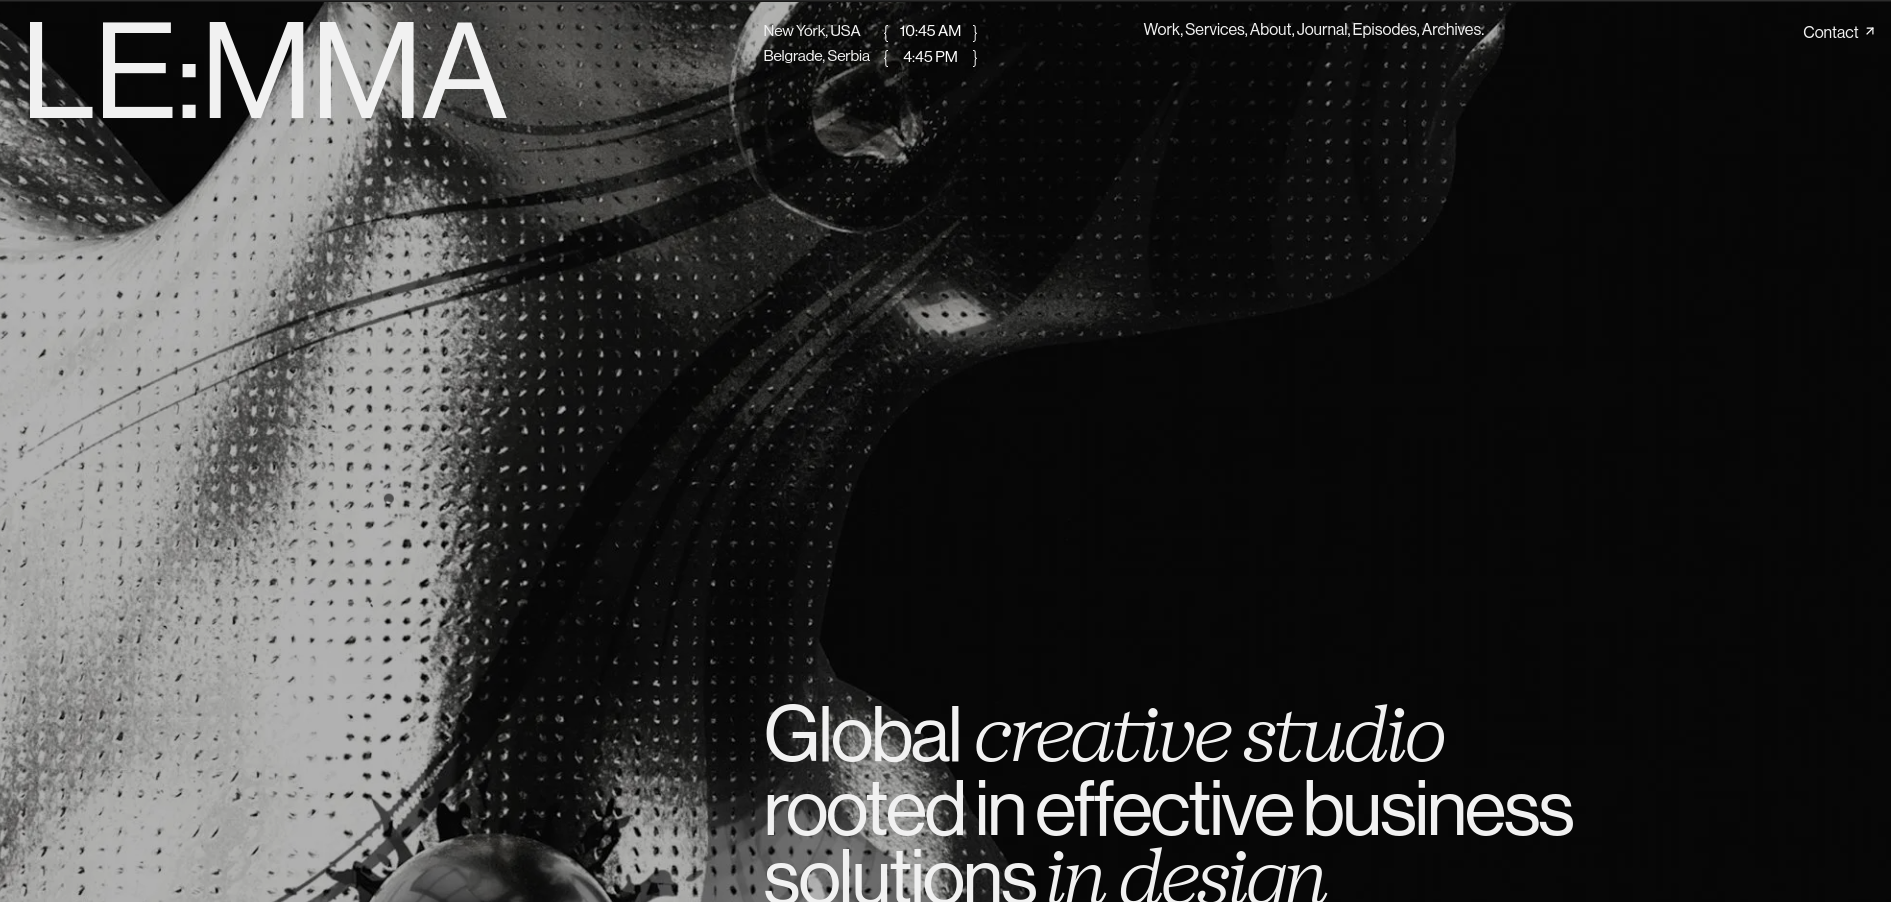 LE:MMA
New York, USA { 10:45 AM }
Belgrade, Serbia { 4:45 PM }
Work, Services, About, Journal, Episodes, Archives.
Contact ↗
Global creative studio
rooted in effective business
solutions in design